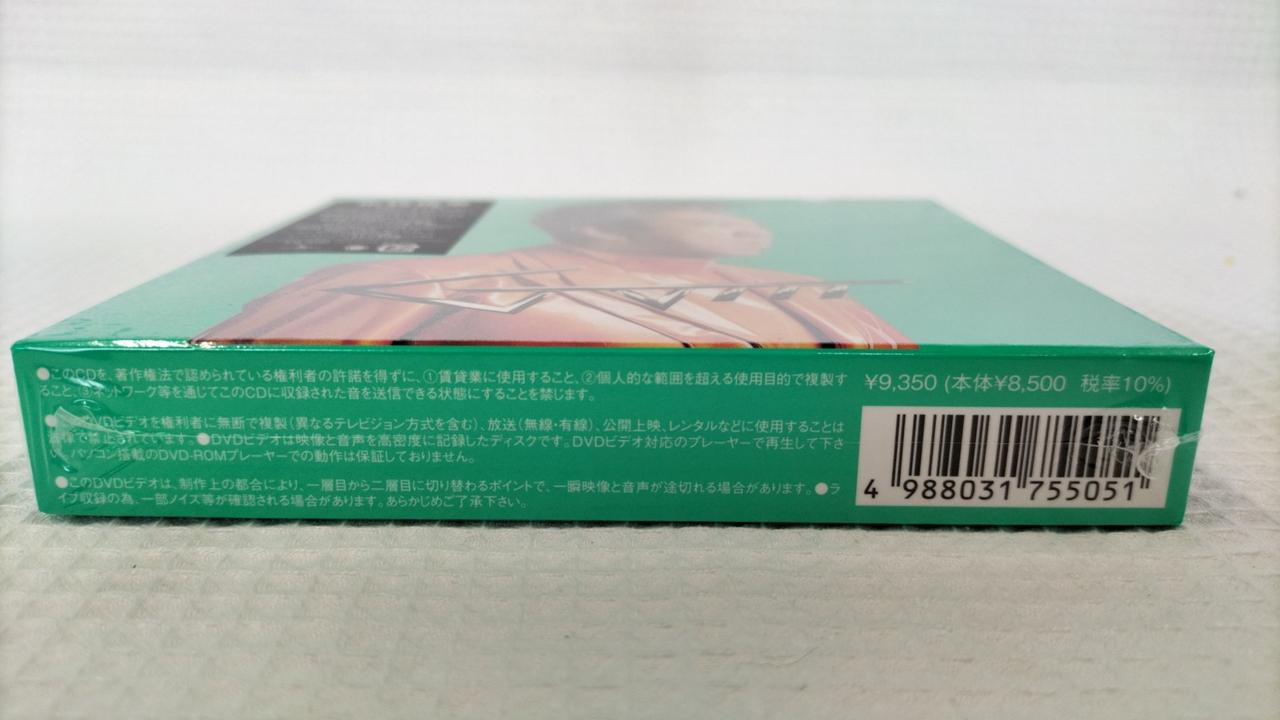 ●このCDを、著作権法で認められている権利者の許諾を得ずに、①賃貸業に使用すること、②個人的な範囲を超える使用目的で複製す
ること、③ネットワーク等を通じてこのCDに収録された音を送信できる状態にすることを禁じます。
DVDビデオを権利者に無断で複製(異なるテレビジョン方式を含む)、放送(無線・有線)、公開上映、レンタルなどに使用することは
禁止されています。●DVDビデオは映像と音声を高密度に記録したディスクです。DVDビデオ対応のプレーヤーで再生して下さ
い。パソコン搭載のDVD-ROMプレーヤーでの動作は保証しておりません。
●このDVDビデオは、制作上の都合により、一層目から二層目に切り替わるポイントで、一瞬映像と音声が途切れる場合があります。●ラ
イブ収録の為、一部ノイズ等が確認される場合があります。あらかじめご了承下さい。
¥9,350 (本体¥8,500 税率10%)
4 988031 755051